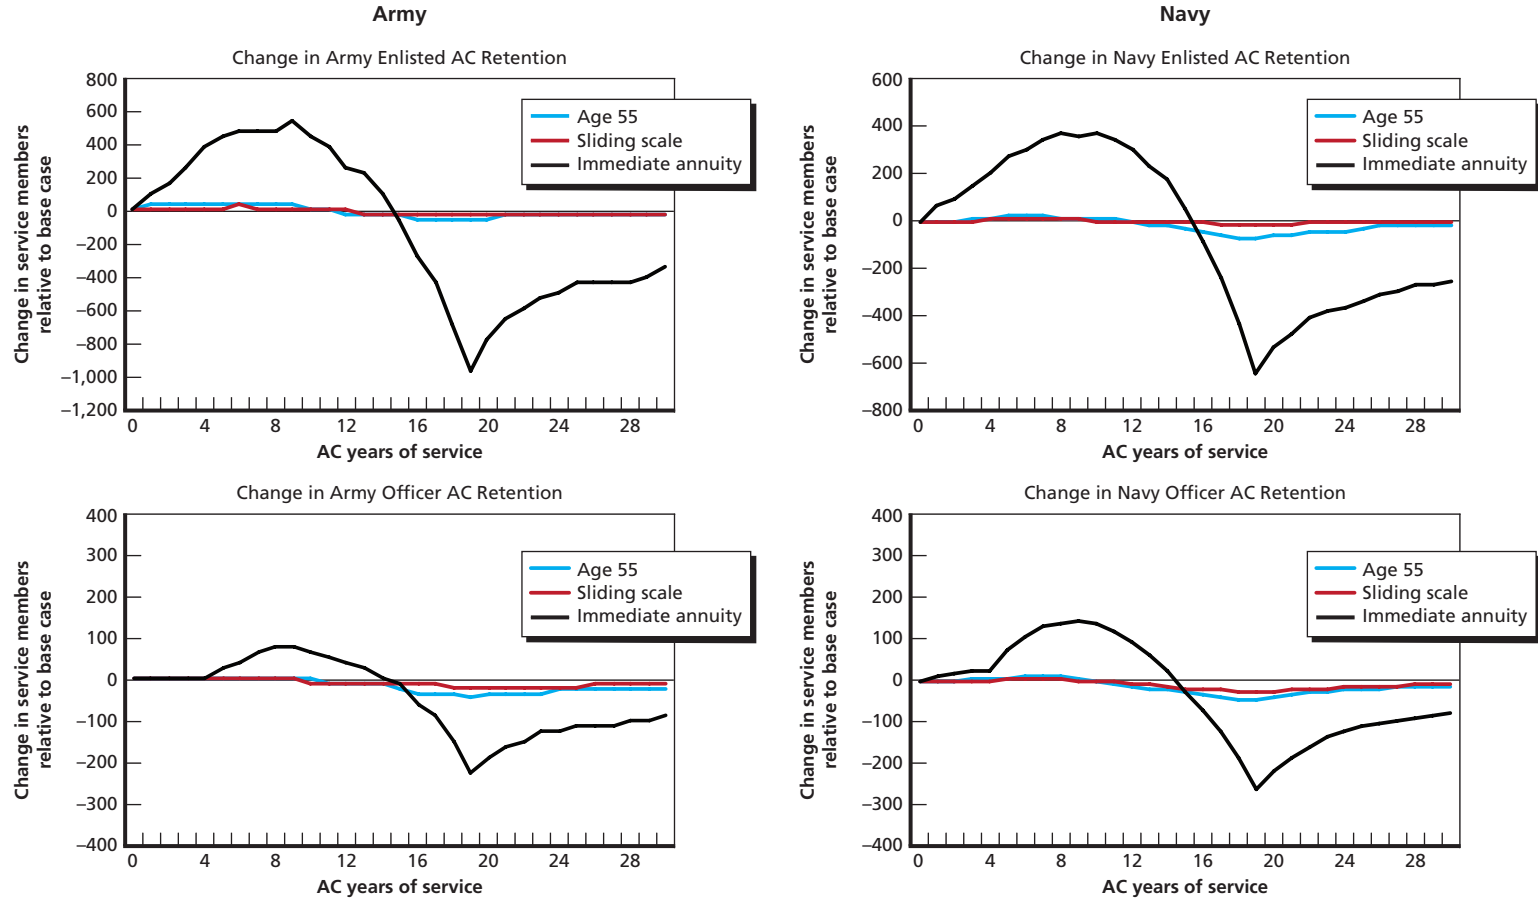 Army
Navy
Change in Army Enlisted AC Retention
800
600
400
200
0
−200
−400
−600
−800
−1,000
−1,200
Change in service members
relative to base case
Age 55
Sliding scale
Immediate annuity
0 4 8 12 16 20 24 28
AC years of service
Change in Navy Enlisted AC Retention
600
400
200
0
−200
−400
−600
−800
Change in service members
relative to base case
Age 55
Sliding scale
Immediate annuity
0 4 8 12 16 20 24 28
AC years of service
Change in Army Officer AC Retention
400
300
200
100
0
−100
−200
−300
−400
Change in service members
relative to base case
Age 55
Sliding scale
Immediate annuity
0 4 8 12 16 20 24 28
AC years of service
Change in Navy Officer AC Retention
400
300
200
100
0
−100
−200
−300
−400
Change in service members
relative to base case
Age 55
Sliding scale
Immediate annuity
0 4 8 12 16 20 24 28
AC years of service